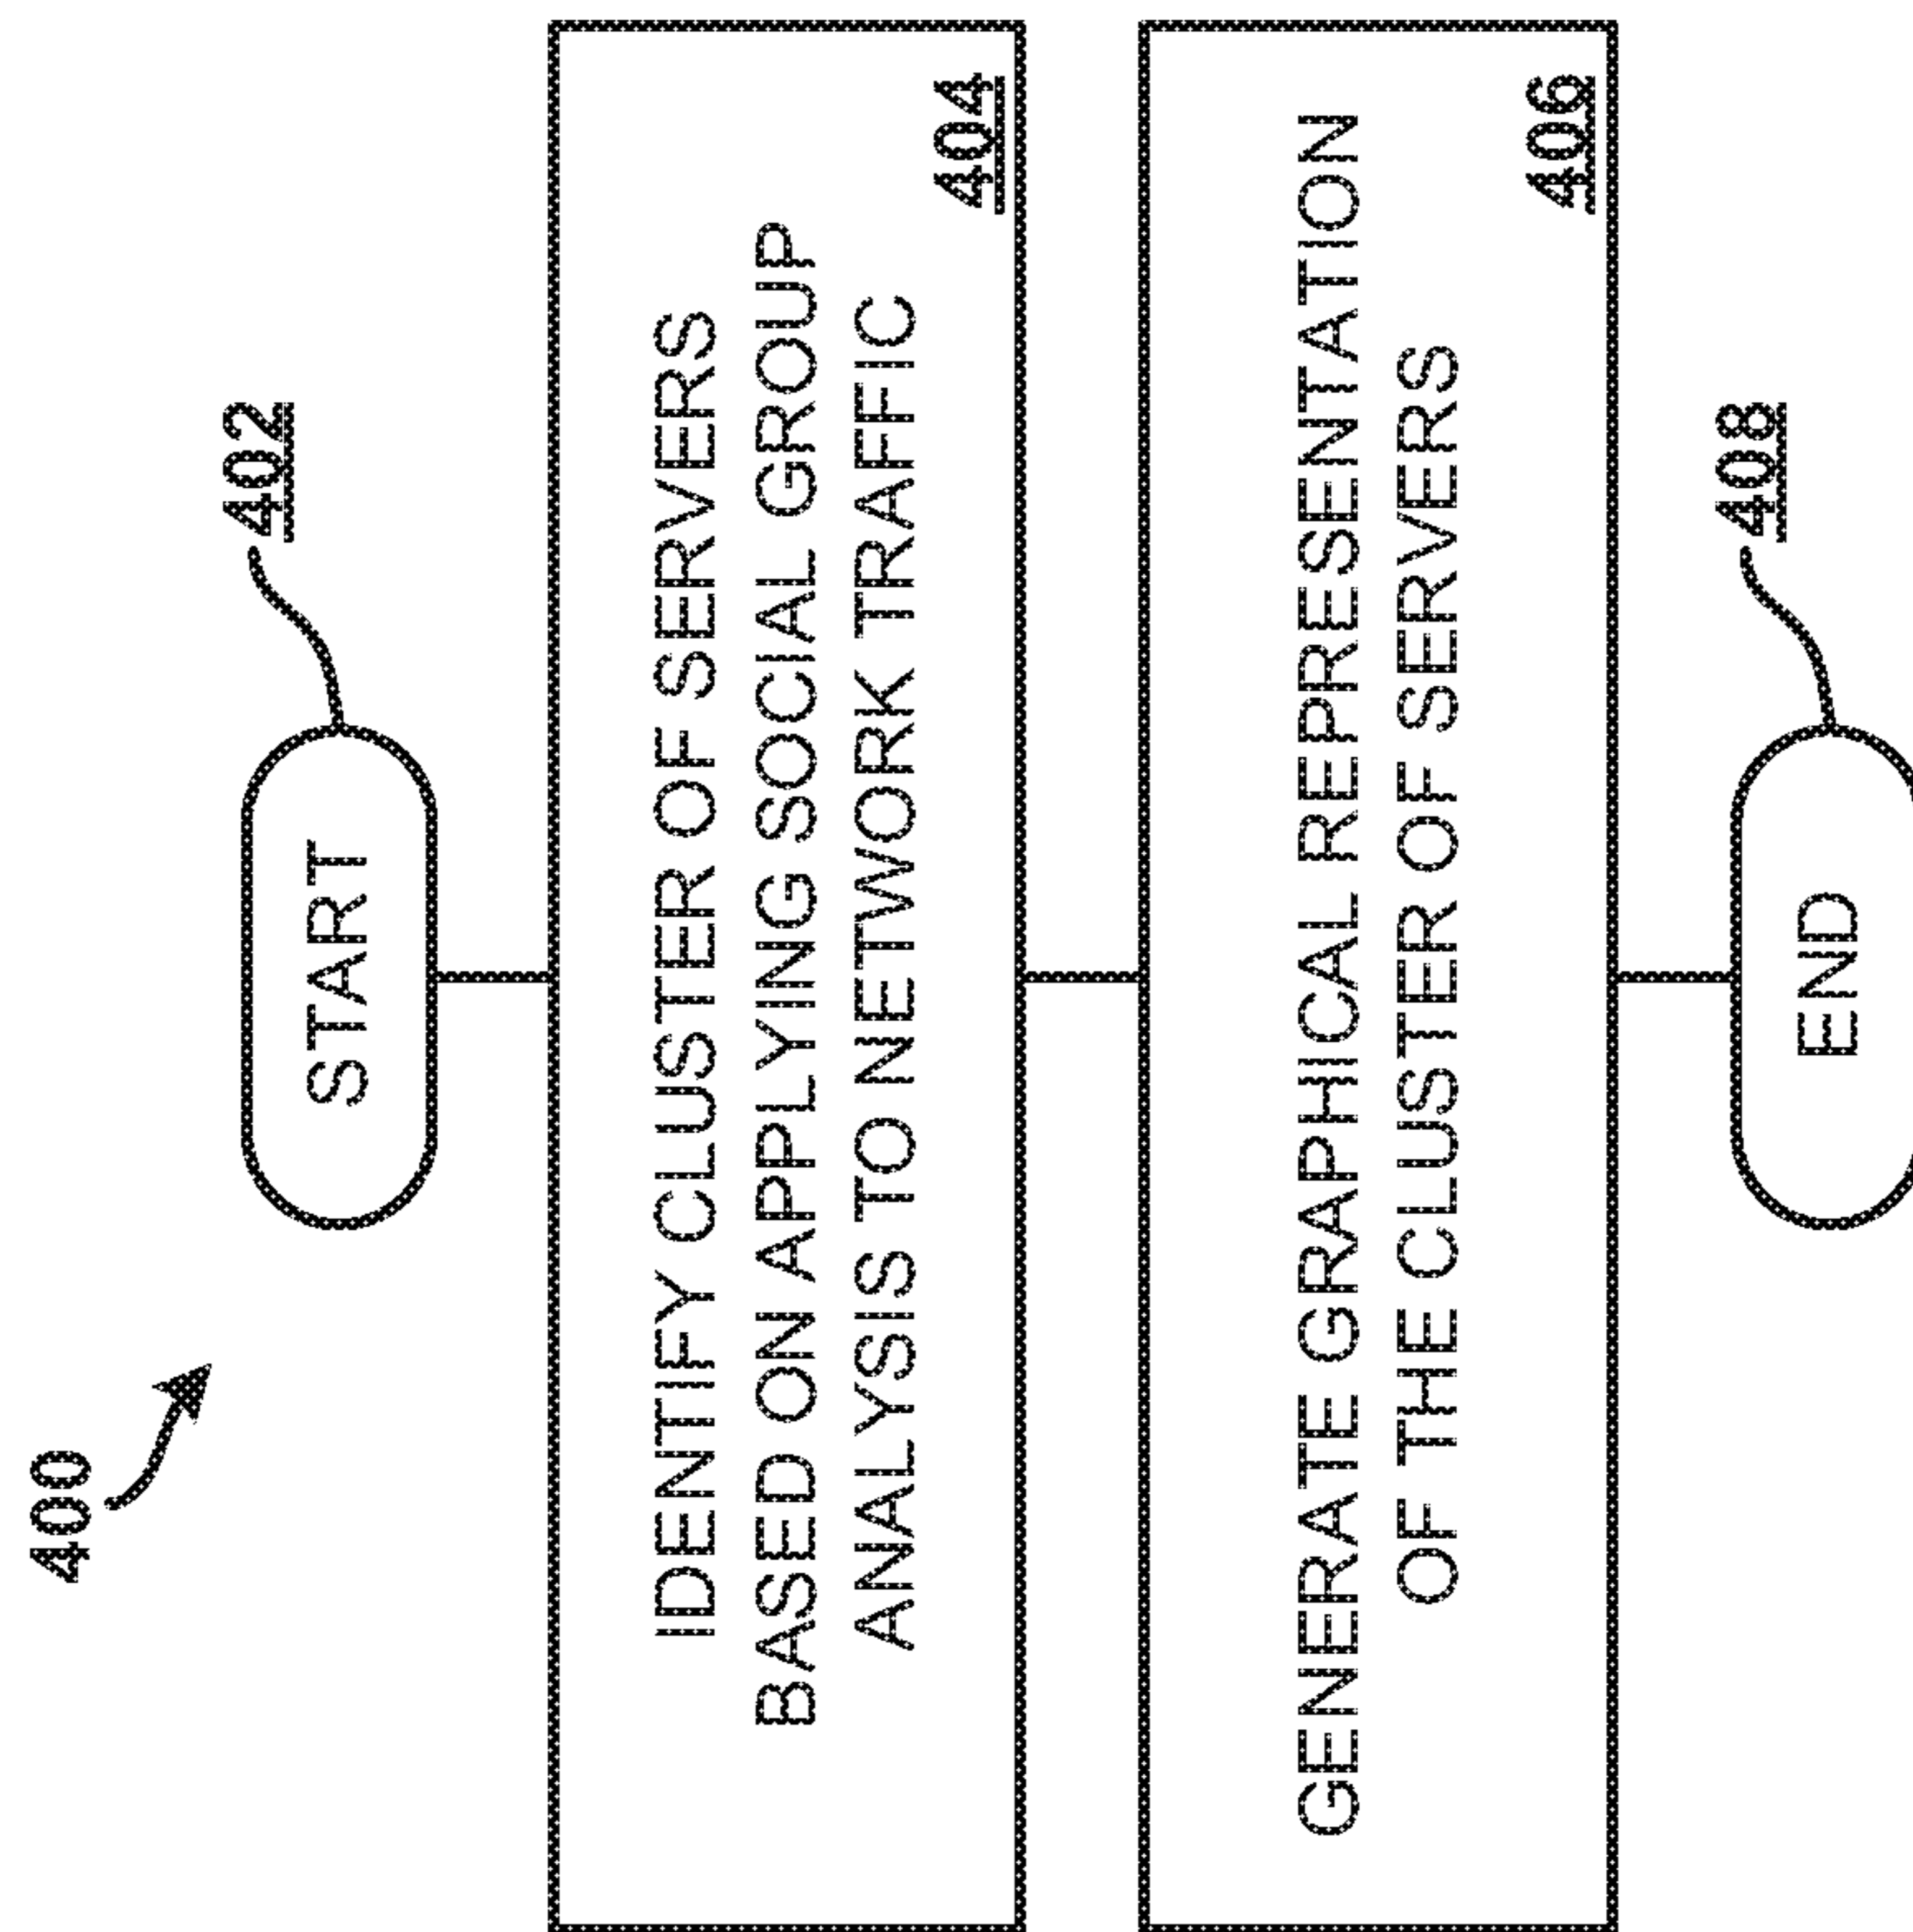 400
402
START
IDENTIFY CLUSTER OF SERVERS
BASED ON APPLYING SOCIAL GROUP
ANALYSIS TO NETWORK TRAFFIC
404
GENERATE GRAPHICAL REPRESENTATION
OF THE CLUSTER OF SERVERS
406
408
END